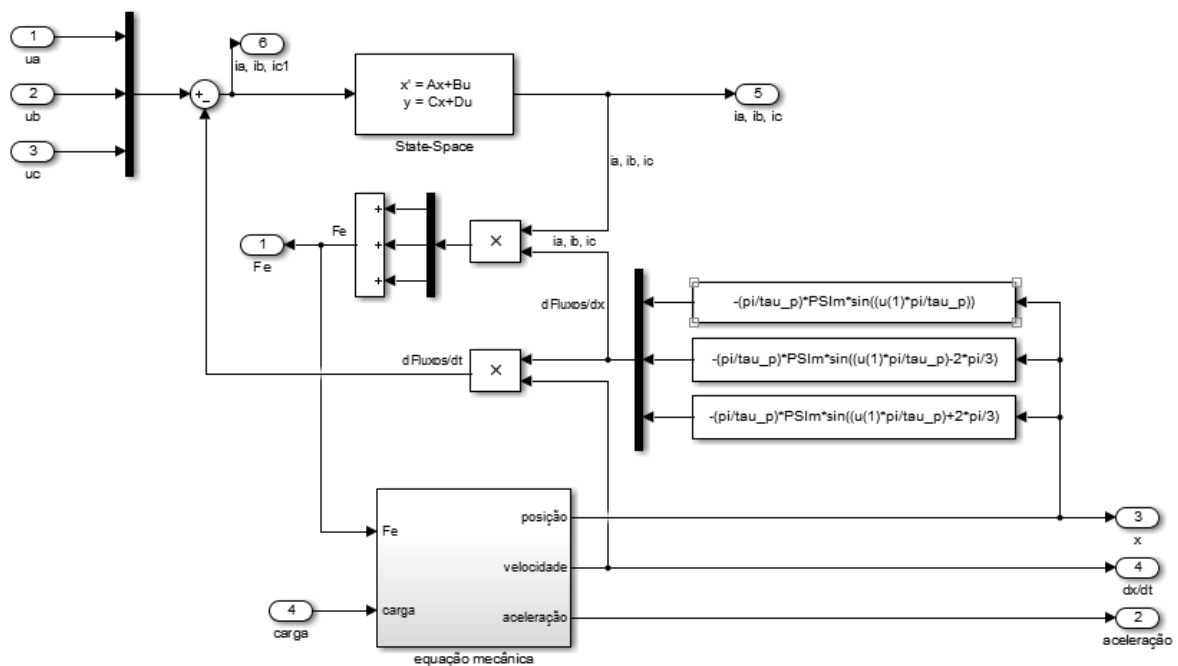 1
ua
2
ub
3
uc
+
−
6
ia, ib, ic1
x' = Ax+Bu
y = Cx+Du
State-Space
5
ia, ib, ic
ia, ib, ic
1
Fe
Fe
+
+
+
×
ia, ib, ic
dFluxos/dx
-(pi/tau_p)*PSIm*sin((u(1)*pi/tau_p))
-(pi/tau_p)*PSIm*sin((u(1)*pi/tau_p)-2*pi/3)
-(pi/tau_p)*PSIm*sin((u(1)*pi/tau_p)+2*pi/3)
dFluxos/dt
×
Fe
carga
posição
velocidade
aceleração
equação mecânica
4
carga
3
x
4
dx/dt
2
aceleração